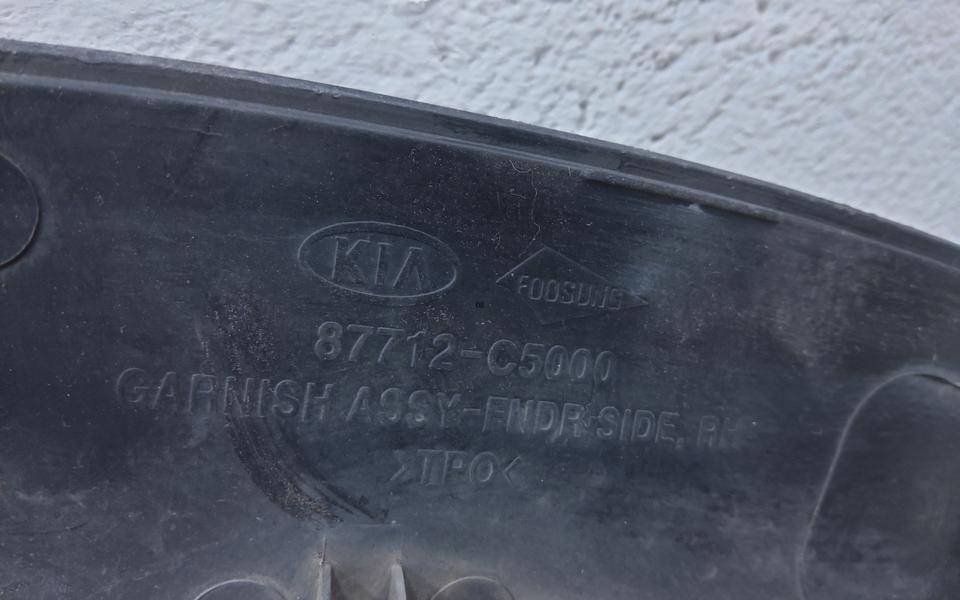 KIA FOOSUNG
87712-C5000
GARNISH ASSY-FNDR SIDE, RH
>TPO<